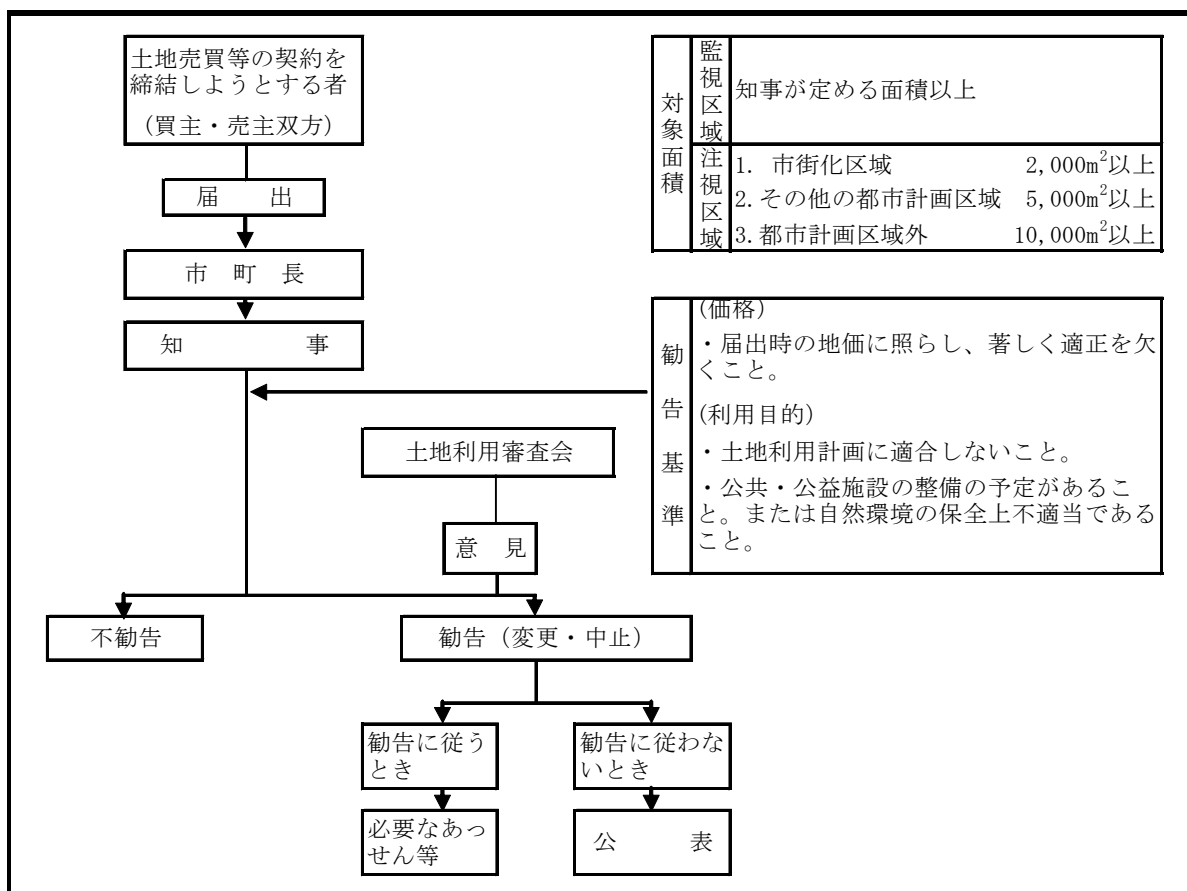 土地売買等の契約を
締結しようとする者
(買主・売主双方)
届出
市町長
知事
対象面積
監視区域
知事が定める面積以上
注視区域
1. 市街化区域 2,000m²以上
2.その他の都市計画区域 5,000m²以上
3.都市計画区域外 10,000m²以上
勧告基準
(価格)
・届出時の地価に照らし、著しく適正を欠
くこと。
(利用目的)
・土地利用計画に適合しないこと。
・公共・公益施設の整備の予定があるこ
と。または自然環境の保全上不適当である
こと。
土地利用審査会
意見
不勧告
勧告（変更・中止）
勧告に従う
とき
勧告に従わな
いとき
必要なあっ
せん等
公表